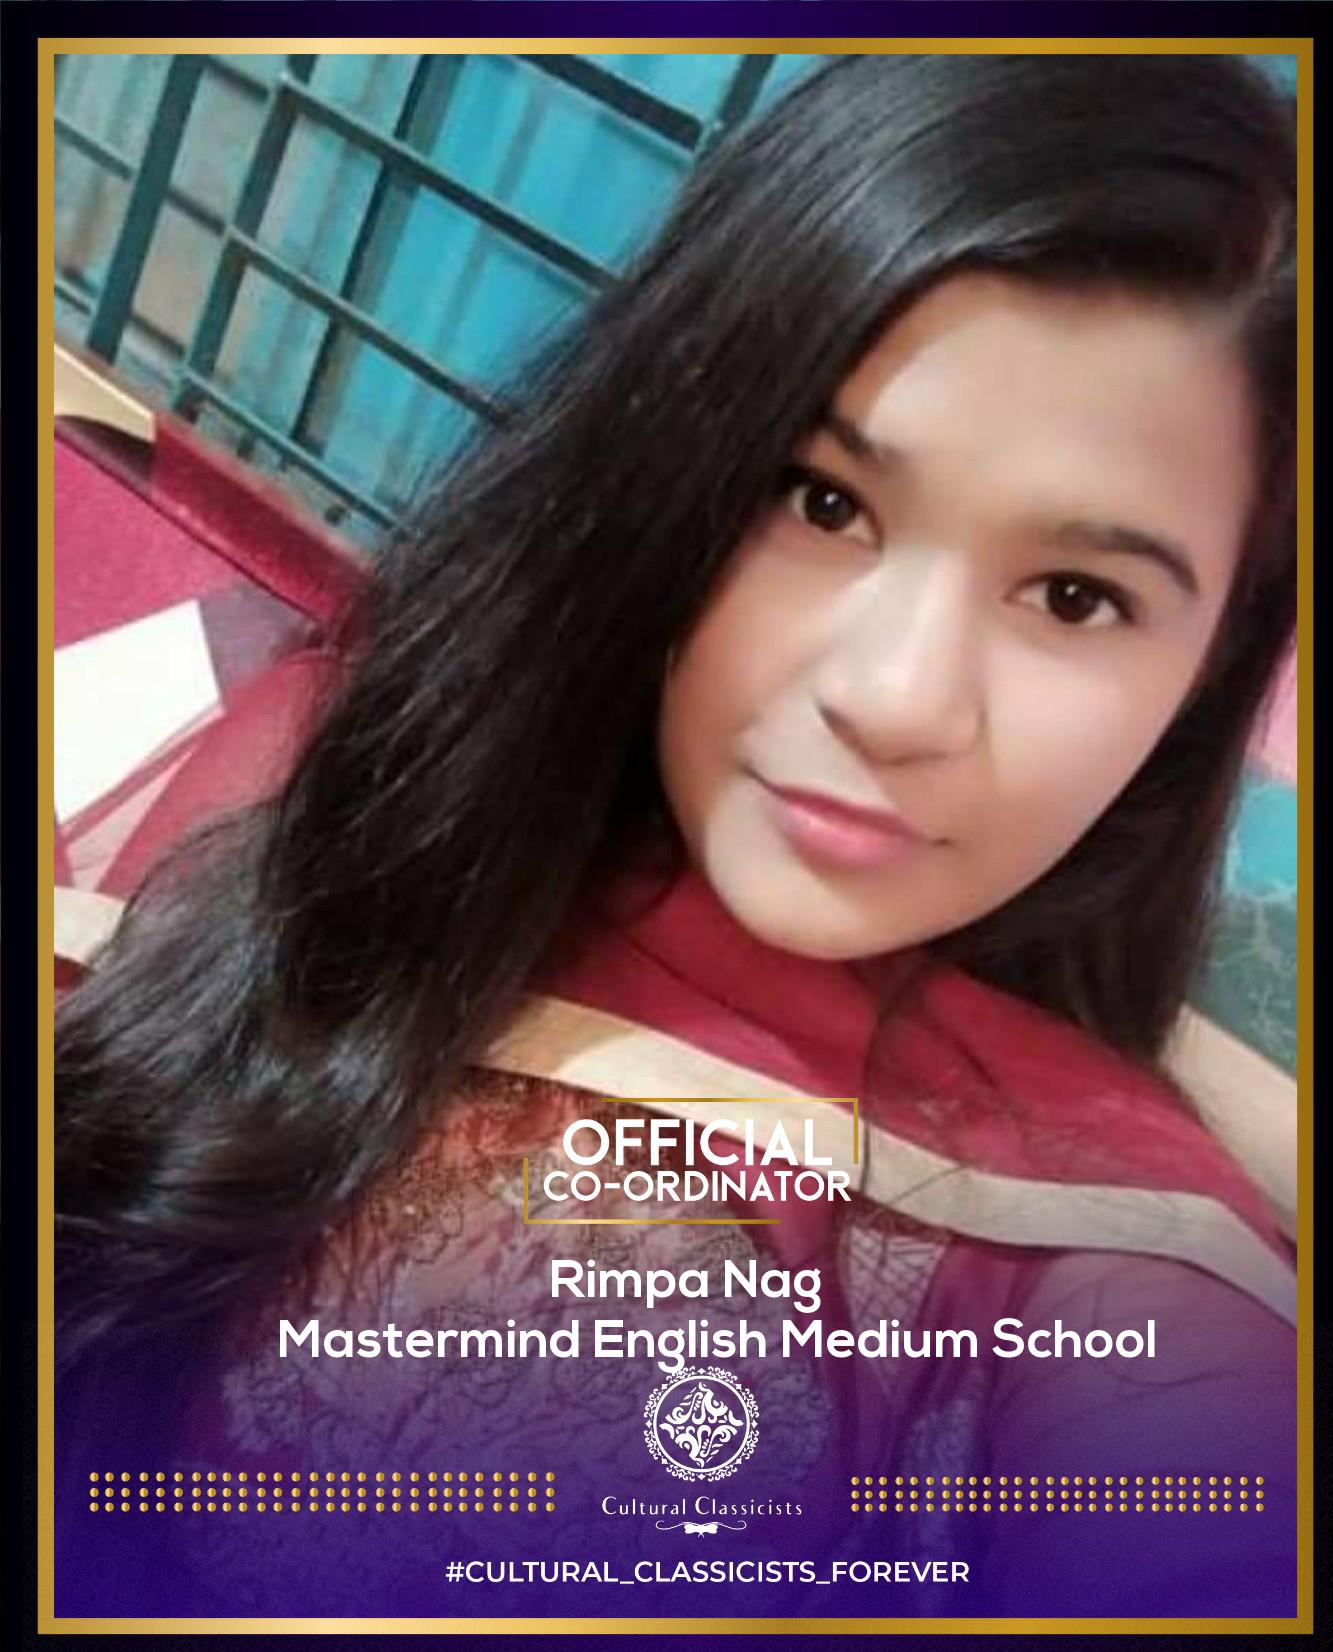 OFFICIAL
CO-ORDINATOR
Rimpa Nag
Mastermind English Medium School
Cultural Classicists
#CULTURAL_CLASSICISTS_FOREVER